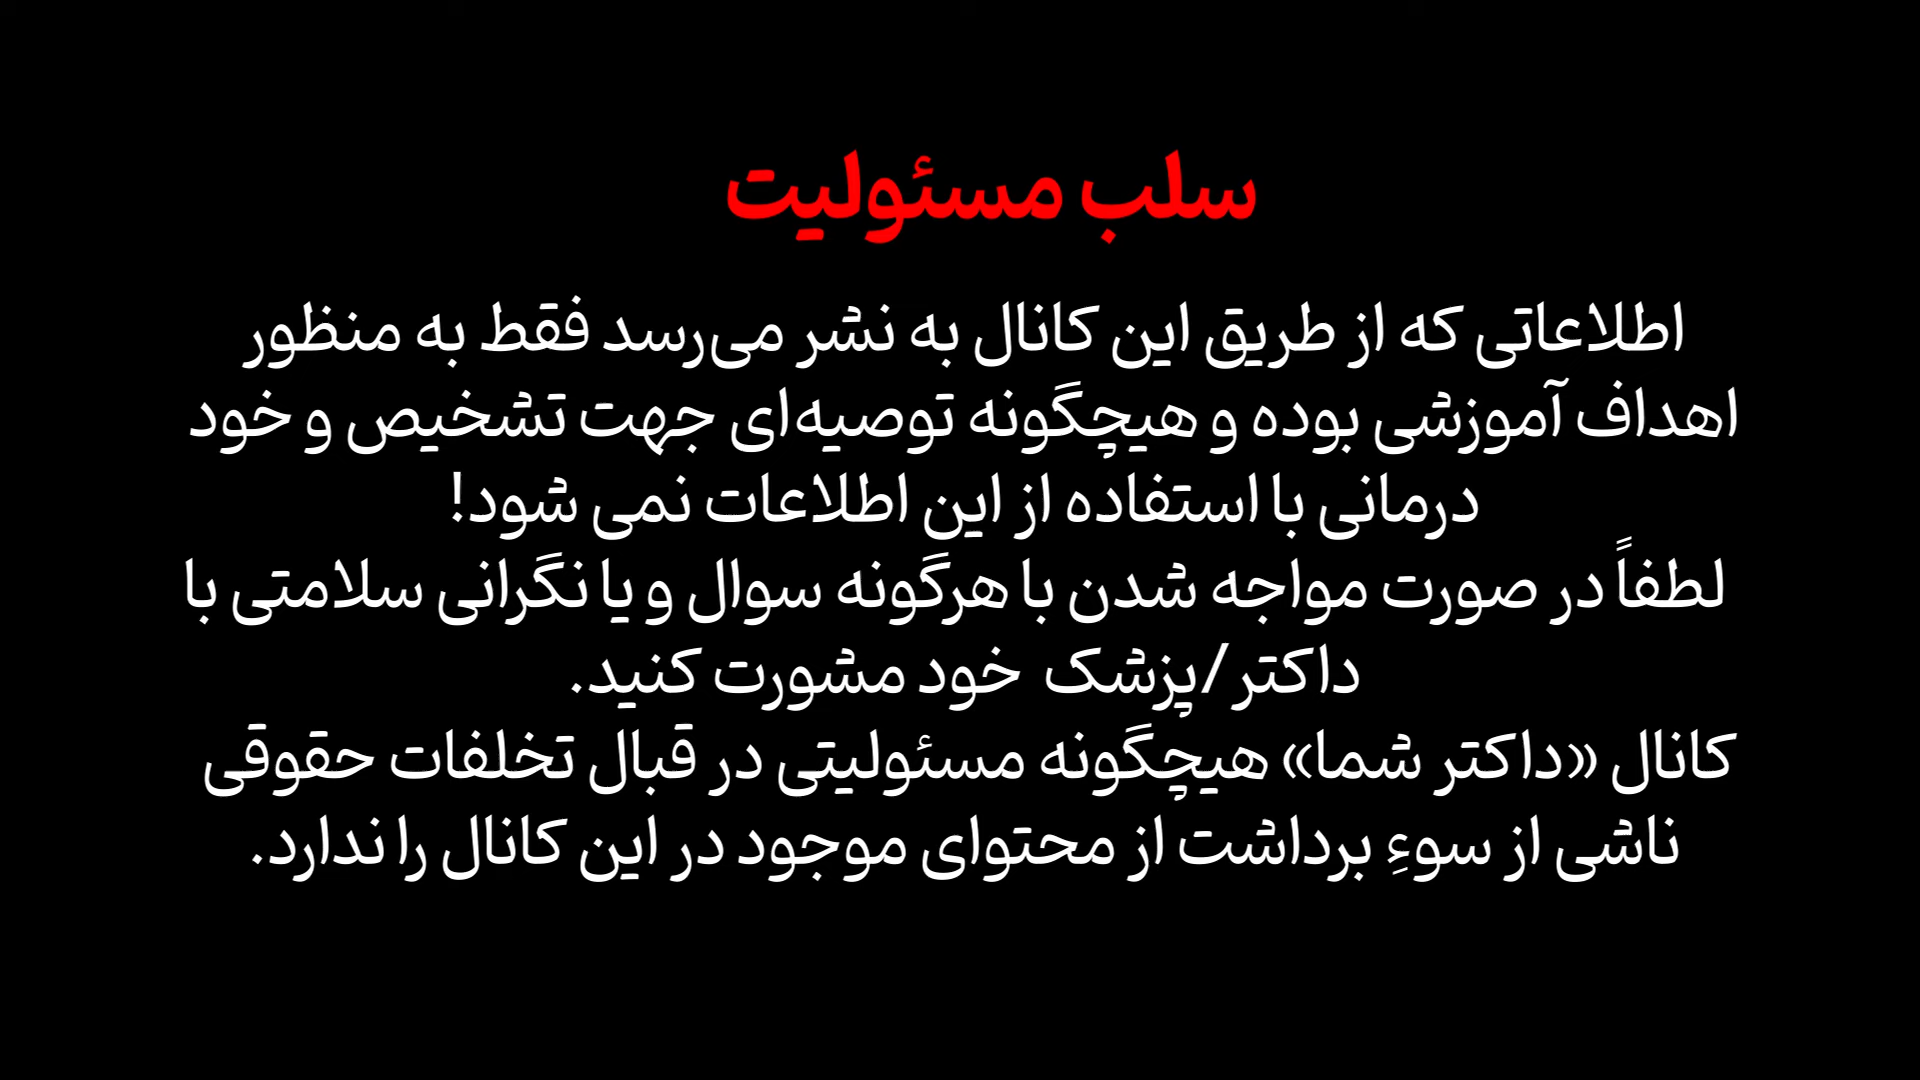 سلب مسئولیت
اطلاعاتی که از طریق این کانال به نشر می‌رسد فقط به منظور
اهداف آموزشی بوده و هیچگونه توصیه‌ای جهت تشخیص و خود
درمانی با استفاده از این اطلاعات نمی شود!
لطفاً در صورت مواجه شدن با هرگونه سوال و یا نگرانی سلامتی با
داکتر/پزشک خود مشورت کنید.
کانال «داکتر شما» هیچگونه مسئولیتی در قبال تخلفات حقوقی
ناشی از سوءِ برداشت از محتوای موجود در این کانال را ندارد.